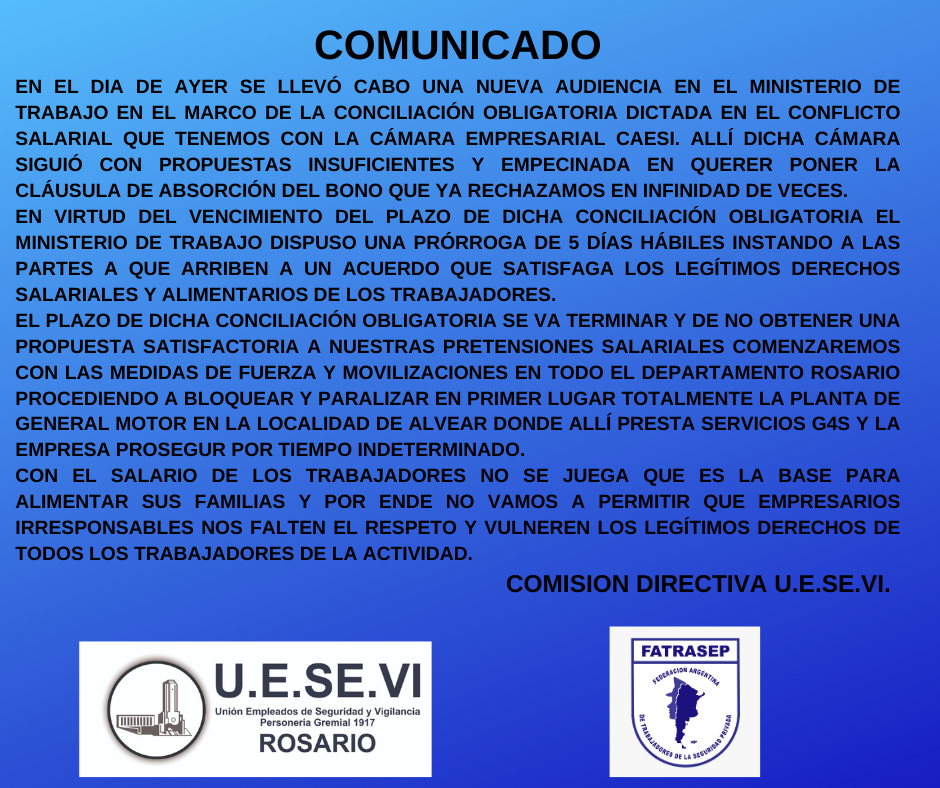 COMUNICADO
EN EL DIA DE AYER SE LLEVÓ CABO UNA NUEVA AUDIENCIA EN EL MINISTERIO DE
TRABAJO EN EL MARCO DE LA CONCILIACIÓN OBLIGATORIA DICTADA EN EL CONFLICTO
SALARIAL QUE TENEMOS CON LA CÁMARA EMPRESARIAL CAESI. ALLÍ DICHA CÁMARA
SIGUIÓ CON PROPUESTAS INSUFICIENTES Y EMPECINADA EN QUERER PONER LA
CLÁUSULA DE ABSORCIÓN DEL BONO QUE YA RECHAZAMOS EN INFINIDAD DE VECES.
EN VIRTUD DEL VENCIMIENTO DEL PLAZO DE DICHA CONCILIACIÓN OBLIGATORIA EL
MINISTERIO DE TRABAJO DISPUSO UNA PRÓRROGA DE 5 DÍAS HÁBILES INSTANDO A LAS
PARTES A QUE ARRIBEN A UN ACUERDO QUE SATISFAGA LOS LEGÍTIMOS DERECHOS
SALARIALES Y ALIMENTARIOS DE LOS TRABAJADORES.
EL PLAZO DE DICHA CONCILIACIÓN OBLIGATORIA SE VA TERMINAR Y DE NO OBTENER UNA
PROPUESTA SATISFACTORIA A NUESTRAS PRETENSIONES SALARIALES COMENZAREMOS
CON LAS MEDIDAS DE FUERZA Y MOVILIZACIONES EN TODO EL DEPARTAMENTO ROSARIO
PROCEDIENDO A BLOQUEAR Y PARALIZAR EN PRIMER LUGAR TOTALMENTE LA PLANTA DE
GENERAL MOTOR EN LA LOCALIDAD DE ALVEAR DONDE ALLÍ PRESTA SERVICIOS G4S Y LA
EMPRESA PROSEGUR POR TIEMPO INDETERMINADO.
CON EL SALARIO DE LOS TRABAJADORES NO SE JUEGA QUE ES LA BASE PARA
ALIMENTAR SUS FAMILIAS Y POR ENDE NO VAMOS A PERMITIR QUE EMPRESARIOS
IRRESPONSABLES NOS FALTEN EL RESPETO Y VULNEREN LOS LEGÍTIMOS DERECHOS DE
TODOS LOS TRABAJADORES DE LA ACTIVIDAD.
COMISION DIRECTIVA U.E.SE.VI.
U.E.SE.VI
Unión Empleados de Seguridad y Vigilancia
Personería Gremial 1917
ROSARIO
FATRASEP
FEDERACION ARGENTINA
DE TRABAJADORES DE LA SEGURIDAD PRIVADA